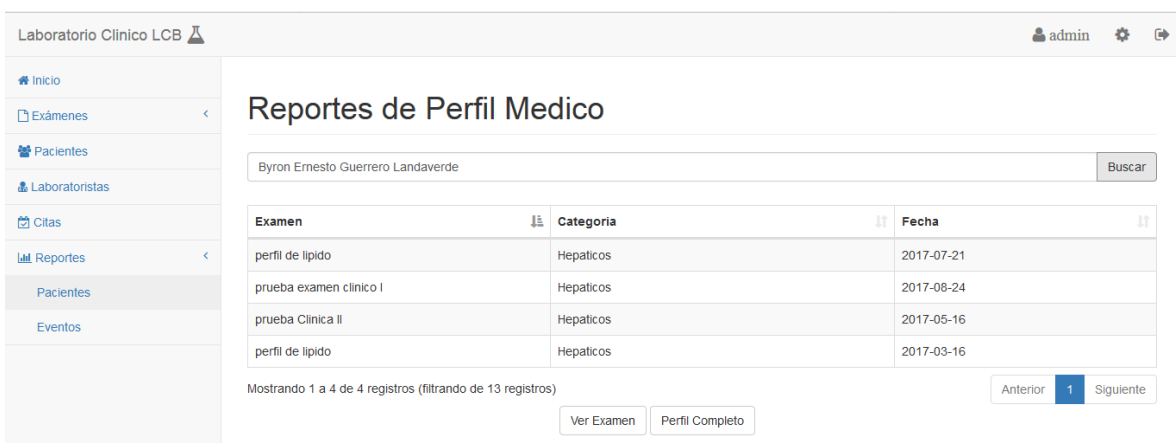 Laboratorio Clinico LCB
admin
Inicio
Exámenes
Pacientes
Laboratoristas
Citas
Reportes
Pacientes
Eventos
Reportes de Perfil Medico
Byron Ernesto Guerrero Landaverde Buscar
Examen Categoria Fecha
perfil de lipido Hepaticos 2017-07-21
prueba examen clinico I Hepaticos 2017-08-24
prueba Clinica II Hepaticos 2017-05-16
perfil de lipido Hepaticos 2017-03-16
Mostrando 1 a 4 de 4 registros (filtrando de 13 registros)
Anterior 1 Siguiente
Ver Examen Perfil Completo